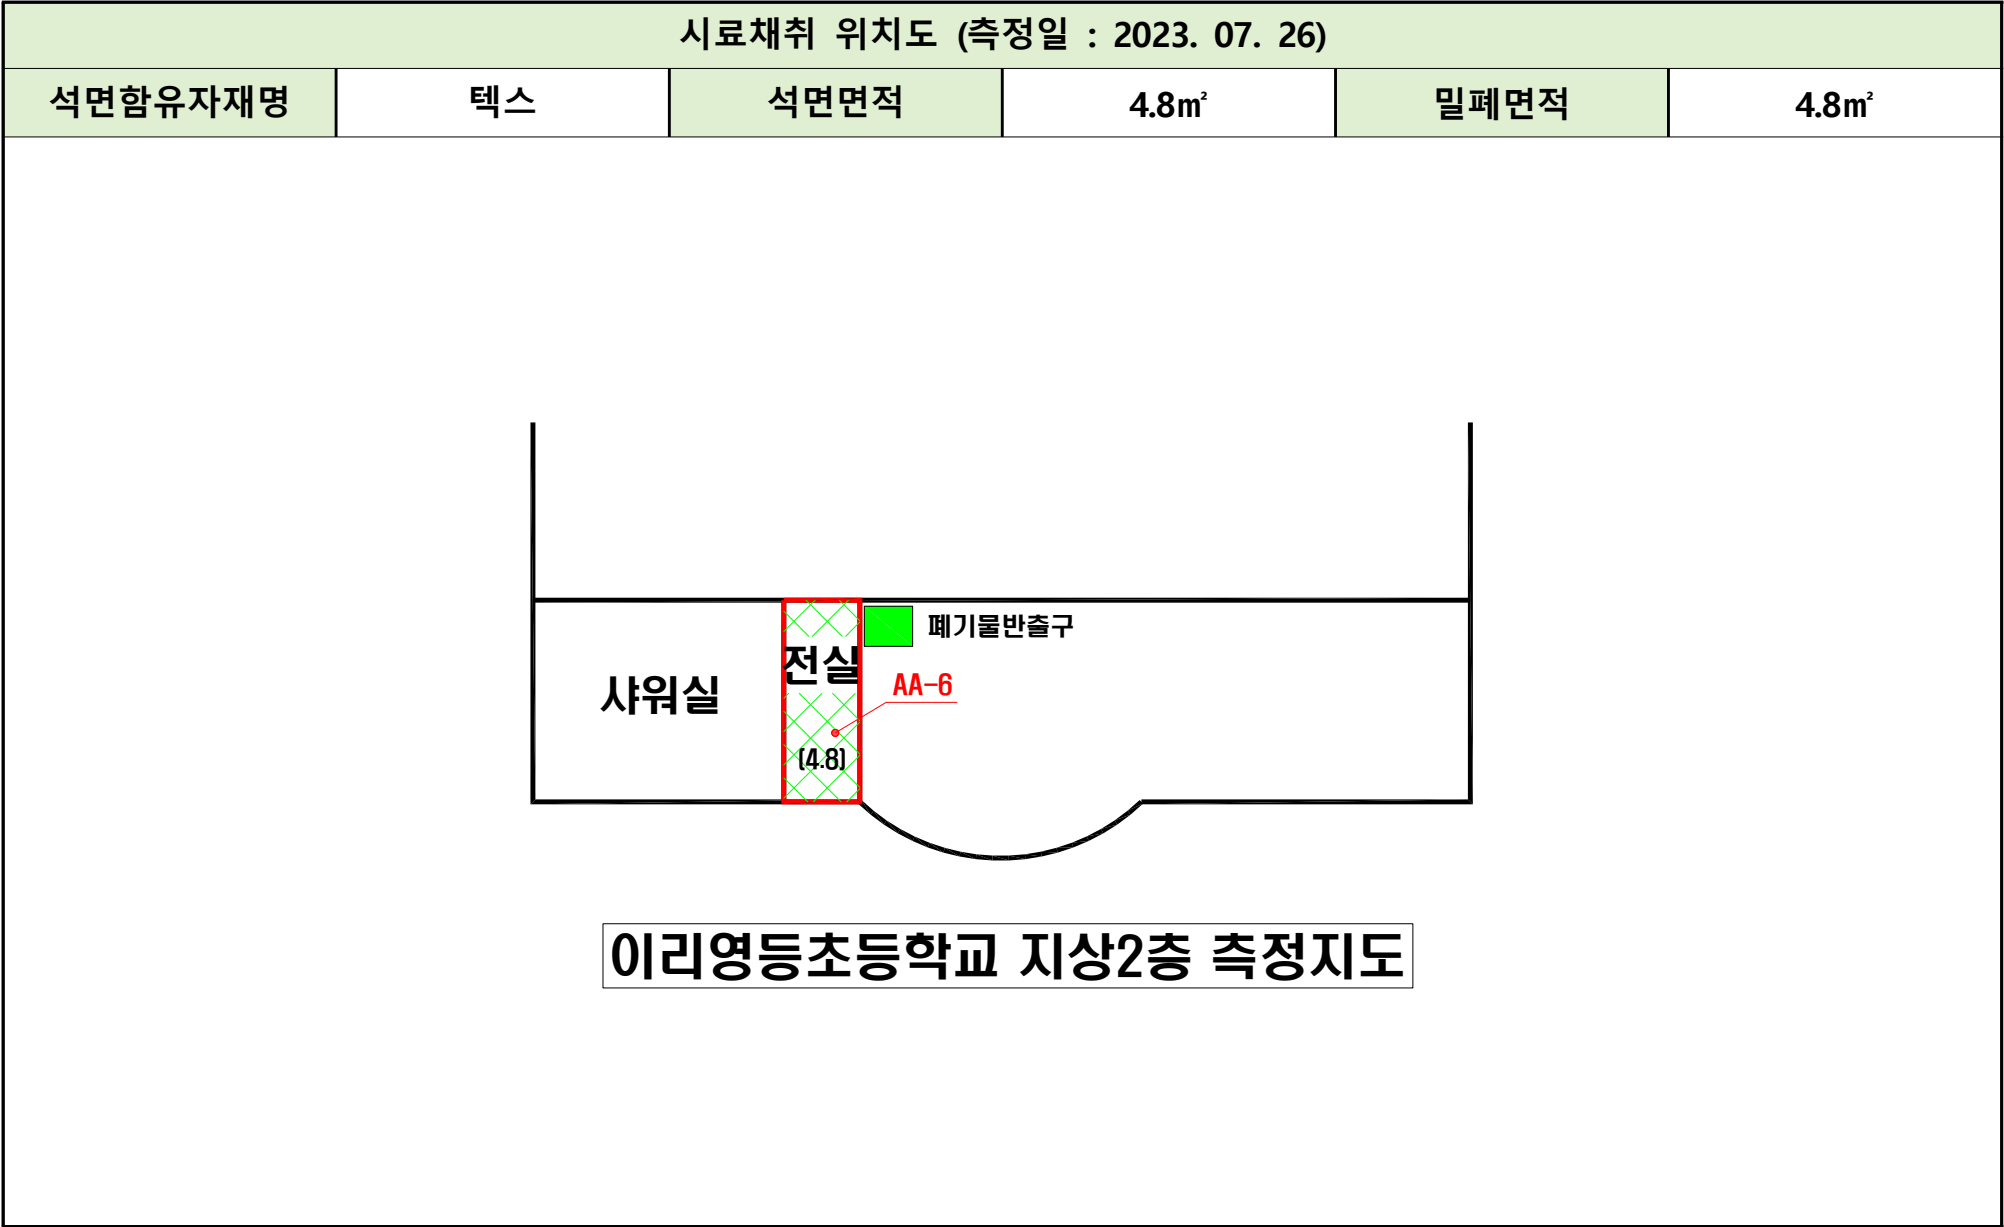 시료채취 위치도 (측정일 : 2023. 07. 26)
석면함유자재명 텍스 석면면적 4.8㎡ 밀폐면적 4.8㎡
폐기물반출구
전실
샤워실
AA-6
(4.8)
이리영등초등학교 지상2층 측정지도